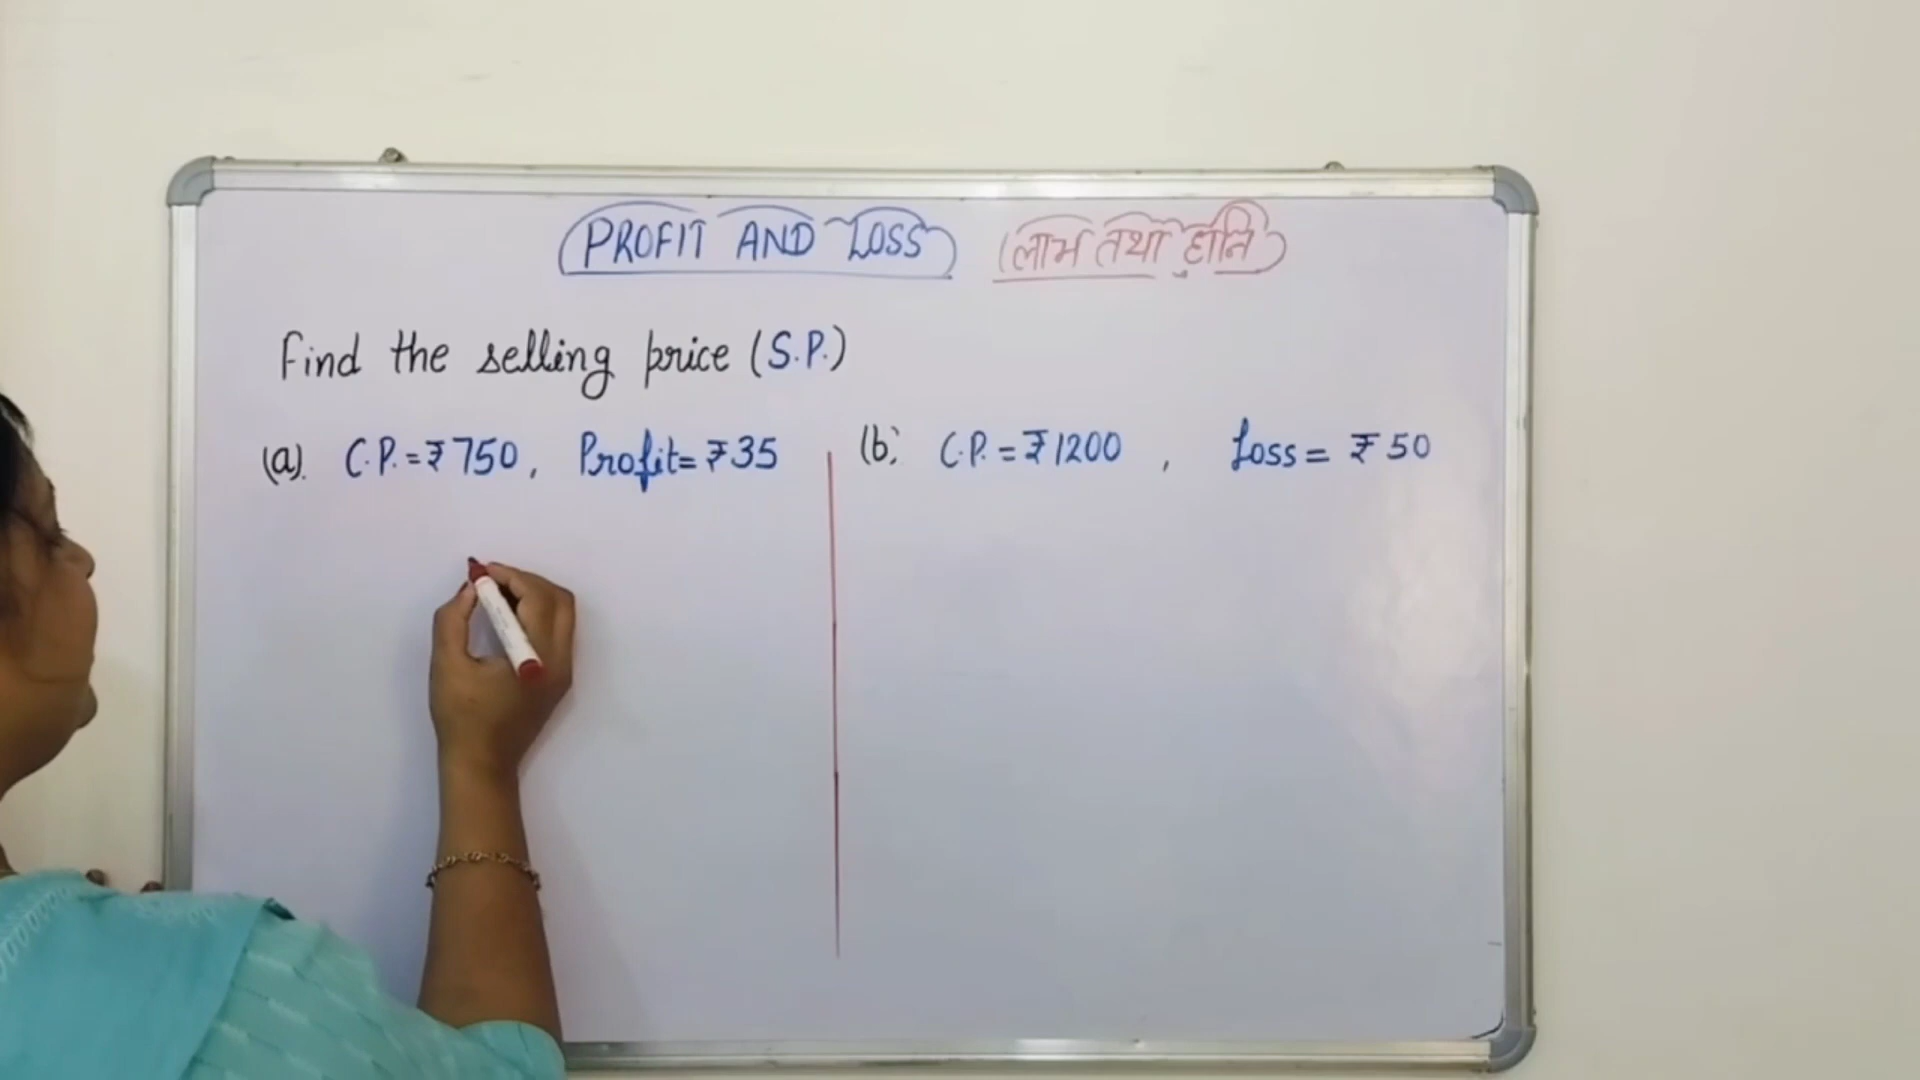 PROFIT AND LOSS (लाभ तथा हानि)
Find the selling price (S.P.)
(a). C.P. = ₹ 750, Profit = ₹ 35
(b). C.P. = ₹ 1200, Loss = ₹ 50